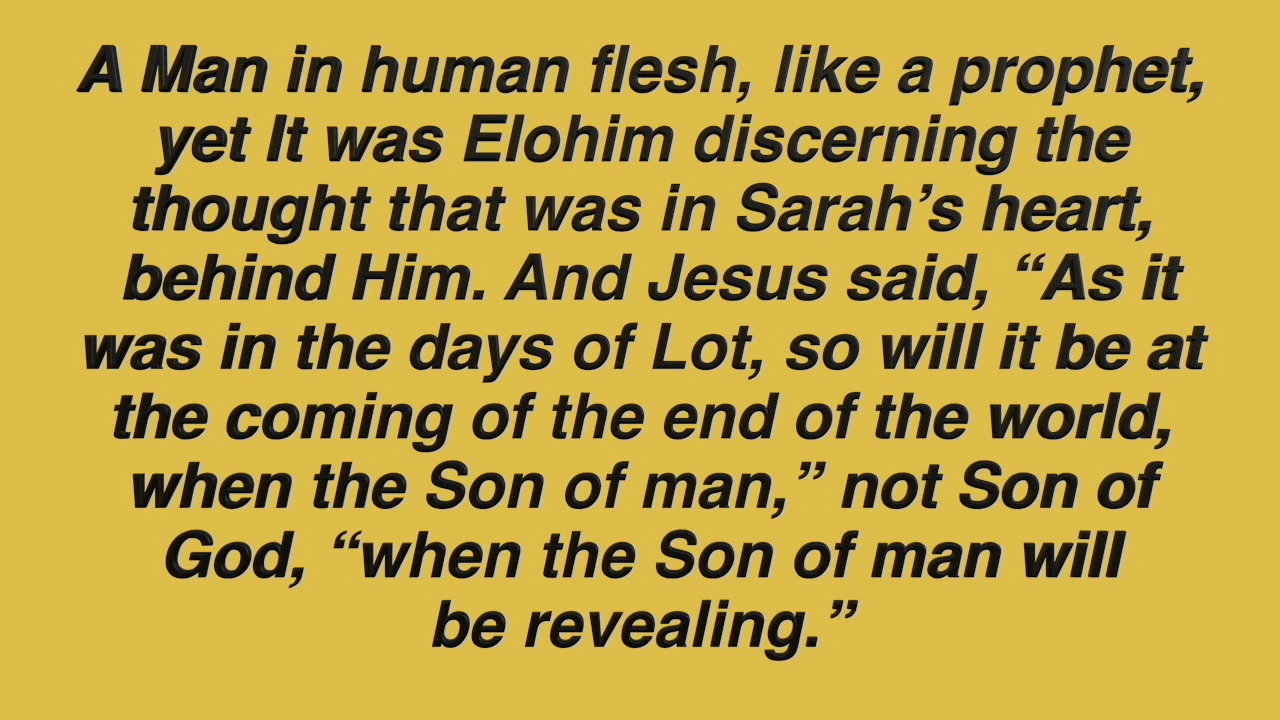 A Man in human flesh, like a prophet,
yet It was Elohim discerning the
thought that was in Sarah’s heart,
behind Him. And Jesus said, “As it
was in the days of Lot, so will it be at
the coming of the end of the world,
when the Son of man,” not Son of
God, “when the Son of man will
be revealing.”